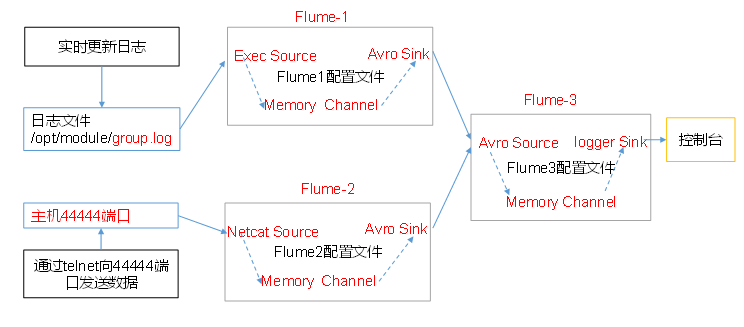 Flume-1
实时更新日志
Exec Source
Avro Sink
Flume1配置文件
Memory Channel
日志文件
/opt/module/group.log
Flume-3
Avro Source
logger Sink
Flume3配置文件
Memory Channel
控制台
Flume-2
主机44444端口
Netcat Source
Avro Sink
Flume2配置文件
Memory Channel
通过telnet向44444端
口发送数据